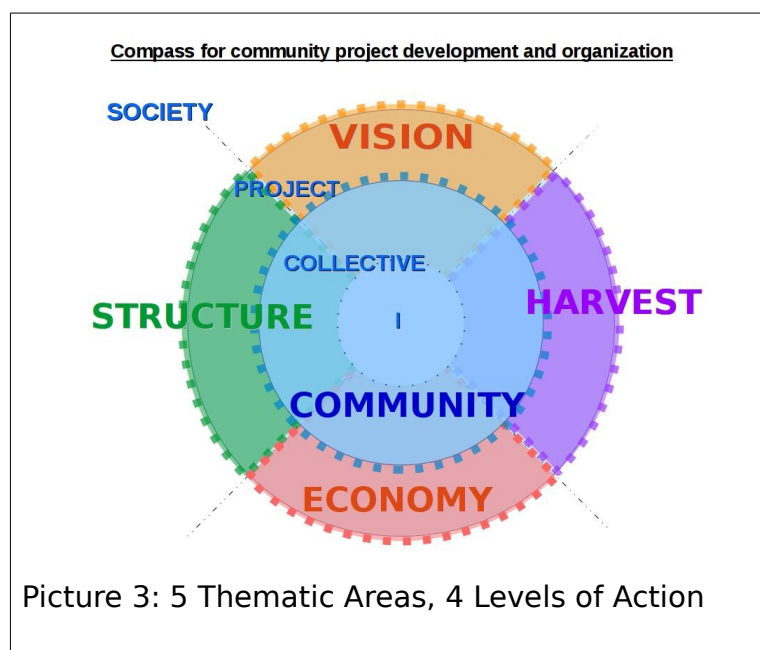 Compass for community project development and organization
SOCIETY
VISION
PROJECT
COLLECTIVE
HARVEST
STRUCTURE
I
COMMUNITY
ECONOMY
Picture 3: 5 Thematic Areas, 4 Levels of Action